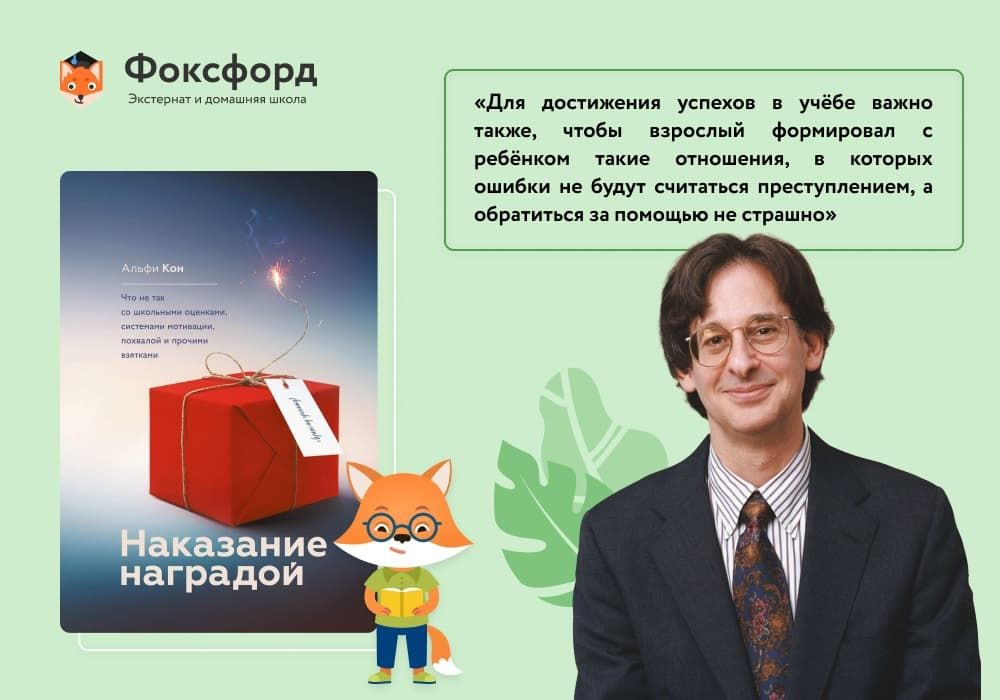 Фоксфорд
Экстернат и домашняя школа
«Для достижения успехов в учёбе важно
также, чтобы взрослый формировал с
ребёнком такие отношения, в которых
ошибки не будут считаться преступлением, а
обратиться за помощью не страшно»
Альфи Кон
Что не так
со школьными оценками,
системами мотивации,
похвалой и прочими
взятками
Наказание
наградой